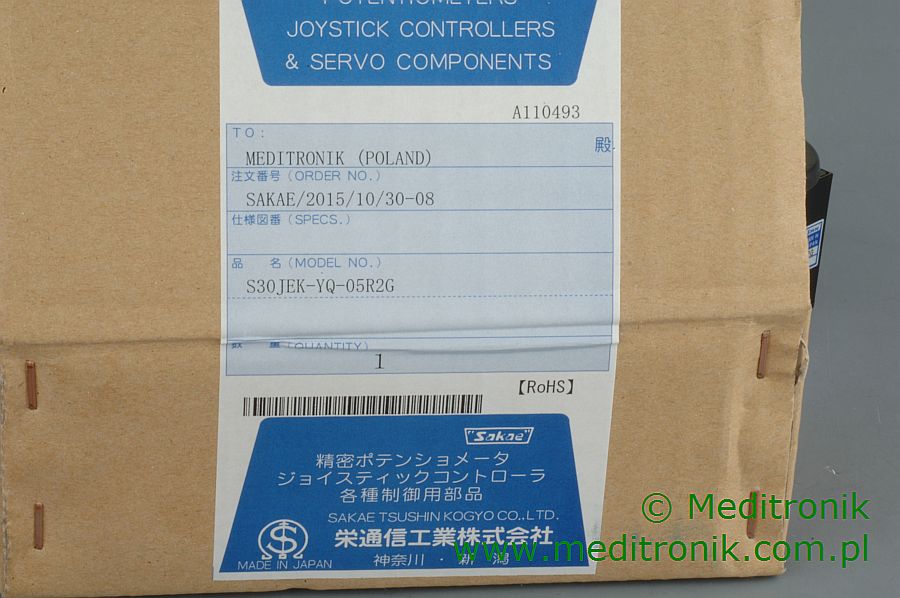 POTENTIOMETERS
JOYSTICK CONTROLLERS
& SERVO COMPONENTS
A110493
TO:
殿
MEDITRONIK (POLAND)
注文番号(ORDER NO.)
SAKAE/2015/10/30-08
仕様図番(SPECS.)
品 名(MODEL NO.)
S30JEK-YQ-05R2G
数 量(QUANTITY)
1
【RoHS】
"Sakae"
精密ポテンショメータ
ジョイスティックコントローラ
各種制御用部品
SAKAE TSUSHIN KOGYO CO.,LTD.
栄通信工業株式会社
MADE IN JAPAN
神奈川・新潟
© Meditronik
www.meditronik.com.pl